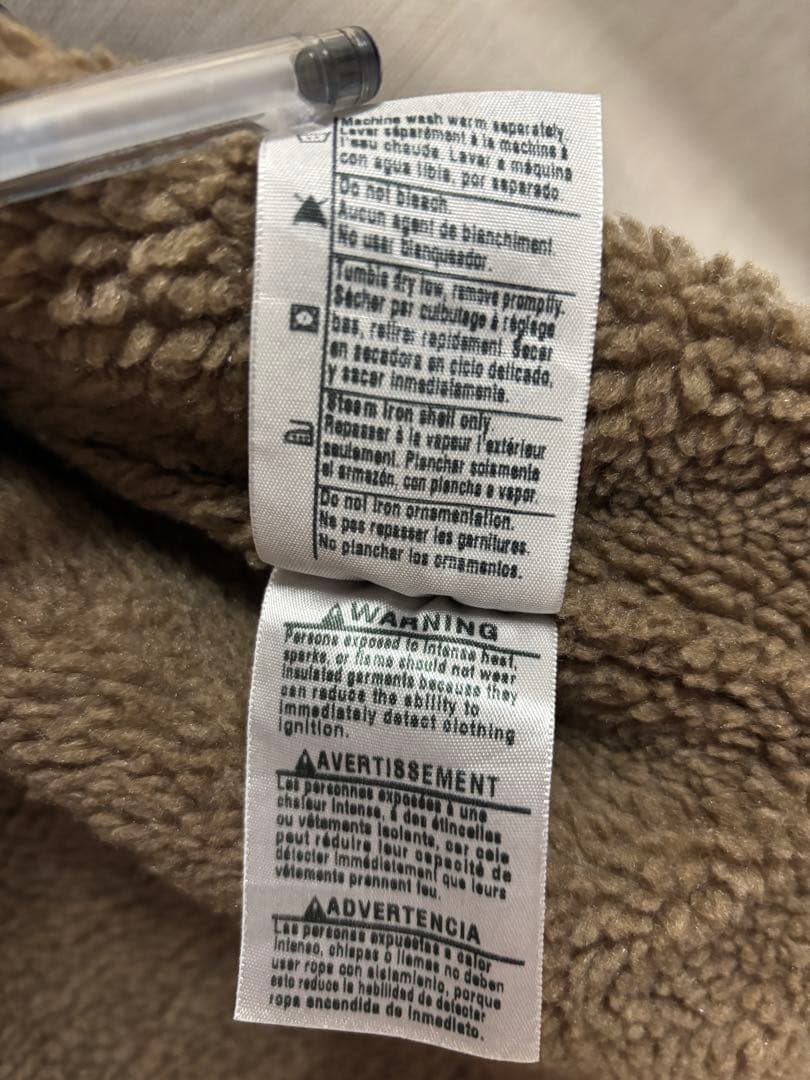 Machine wash warm separately.
Laver séparément à la machine à
l'eau chaude. Lavar a máquina
con agua tibia, por separado.
Do not bleach.
Aucun agent de blanchiment.
No usar blanqueador.
Tumble dry low, remove promptly.
Sécher par culbutage à réglage
bas, retirer rapidement. Secar
en secadora en ciclo delicado,
y sacar inmediatamente.
Steam iron shell only.
Repasser à la vapeur l'extérieur
seulement. Planchar solamente
el armazón, con plancha a vapor.
Do not iron ornamentation.
Ne pas repasser les garnitures.
No planchar los ornamentos.
WARNING
Persons exposed to intense heat,
sparks, or flame should not wear
insulated garments because they
can reduce the ability to
immediately detect clothing
ignition.
AVERTISSEMENT
Les personnes exposées à une
chaleur intense, à des étincelles
ou vêtements isolants, car cela
peut réduire leur capacité de
détecter immédiatement que leurs
vêtements prennent feu.
ADVERTENCIA
Las personas expuestas a calor
intenso, chispas o llamas no deben
usar ropa con aislamiento, porque
esto reduce la habilidad de detectar
ropa encendida de inmediato.